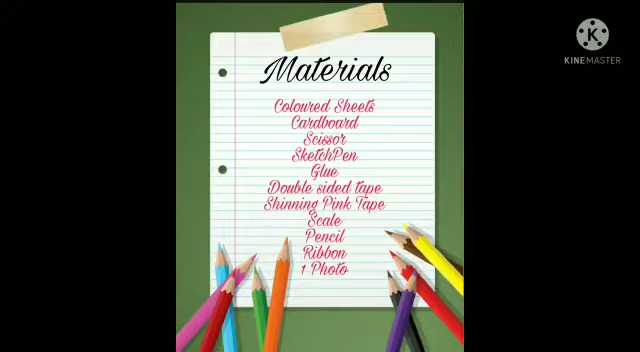 Materials
Coloured Sheets
Cardboard
Scissor
SketchPen
Glue
Double sided tape
Shinning Pink Tape
Scale
Pencil
Ribbon
1 Photo
K
KINEMASTER